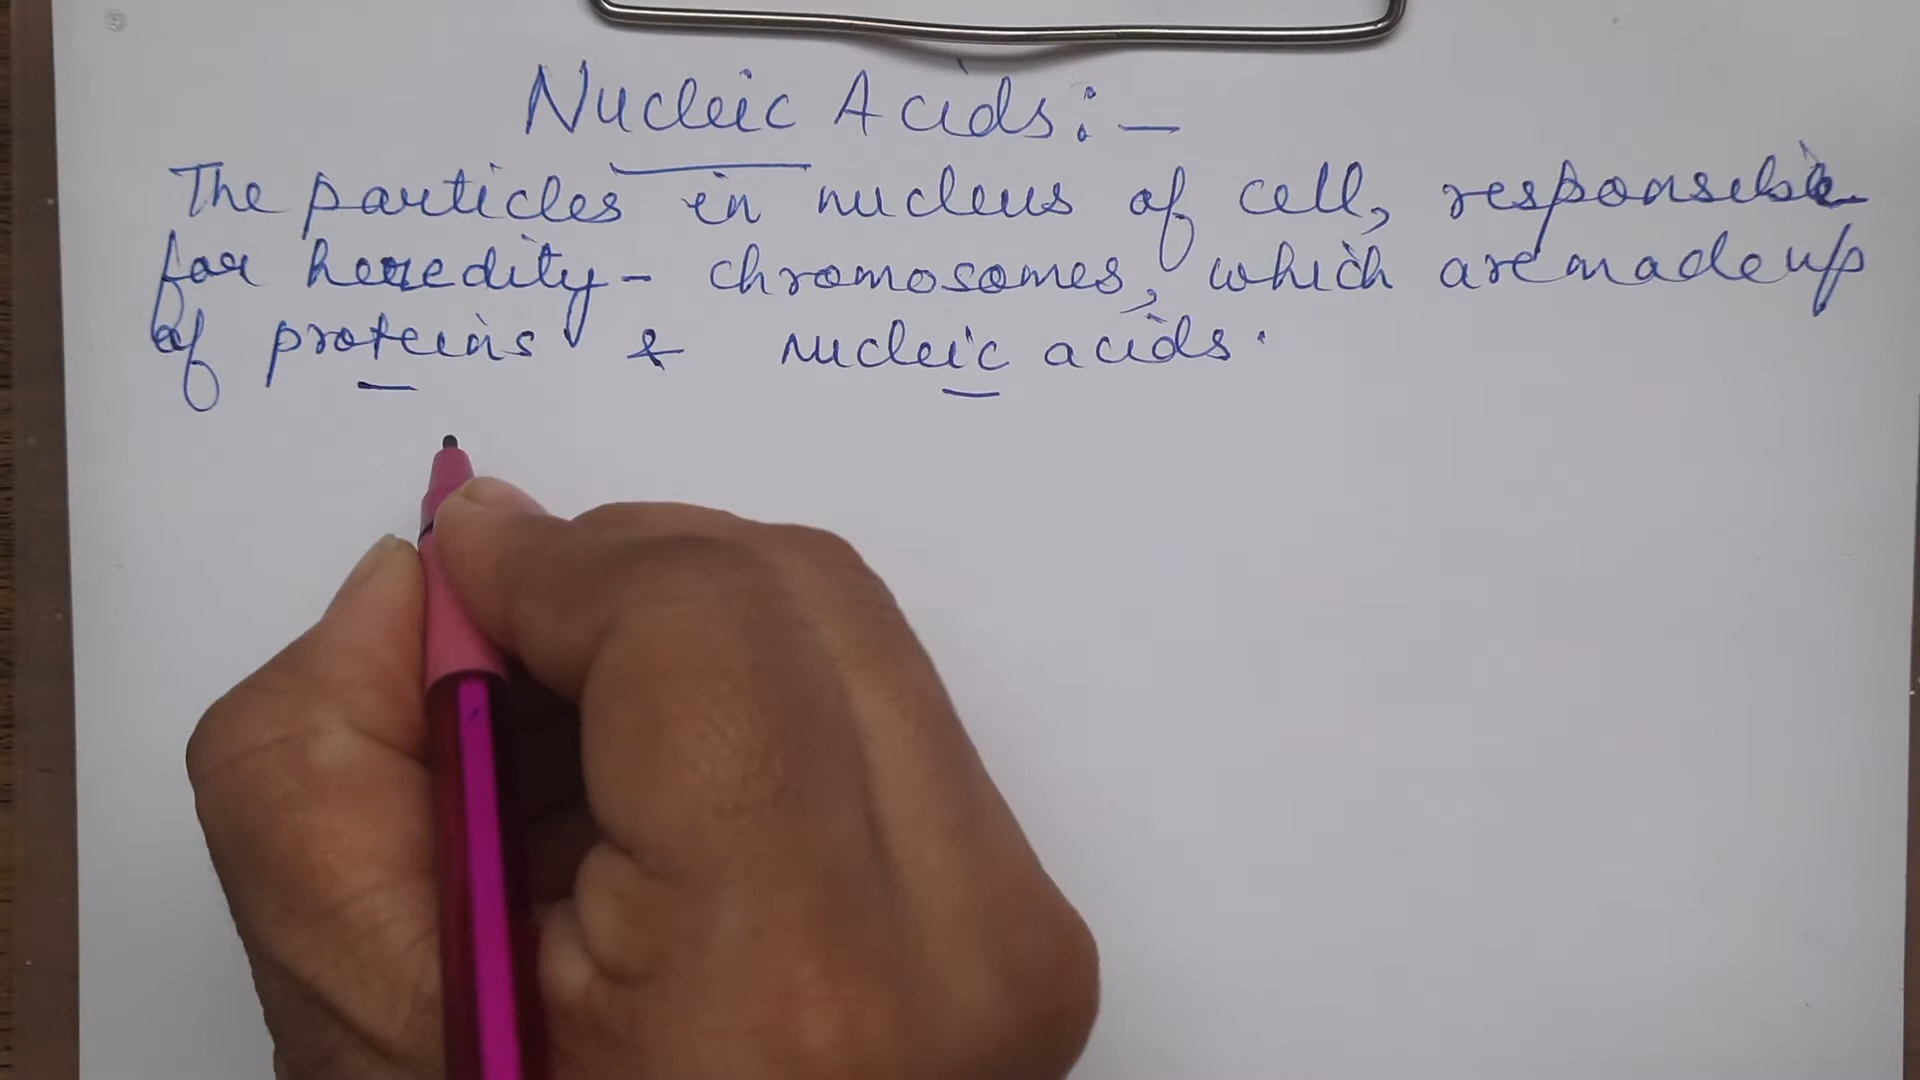 Nucleic Acids:-
The particles in nucleus of cell, responsible
for heredity - chromosomes, which are made up
of proteins & nucleic acids.